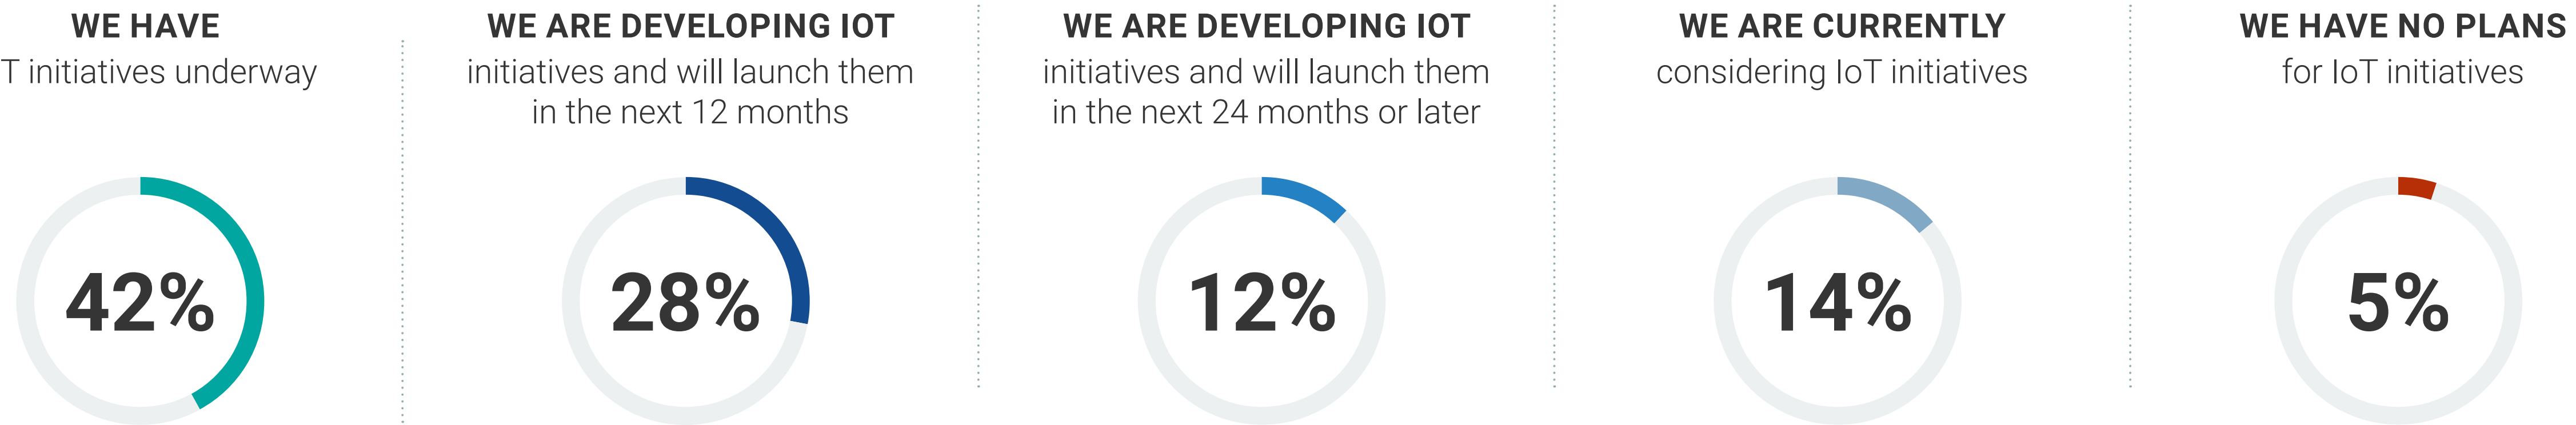 WE HAVE
T initiatives underway
42%
WE ARE DEVELOPING IOT
initiatives and will launch them
in the next 12 months
28%
WE ARE DEVELOPING IOT
initiatives and will launch them
in the next 24 months or later
12%
WE ARE CURRENTLY
considering IoT initiatives
14%
WE HAVE NO PLANS
for IoT initiatives
5%